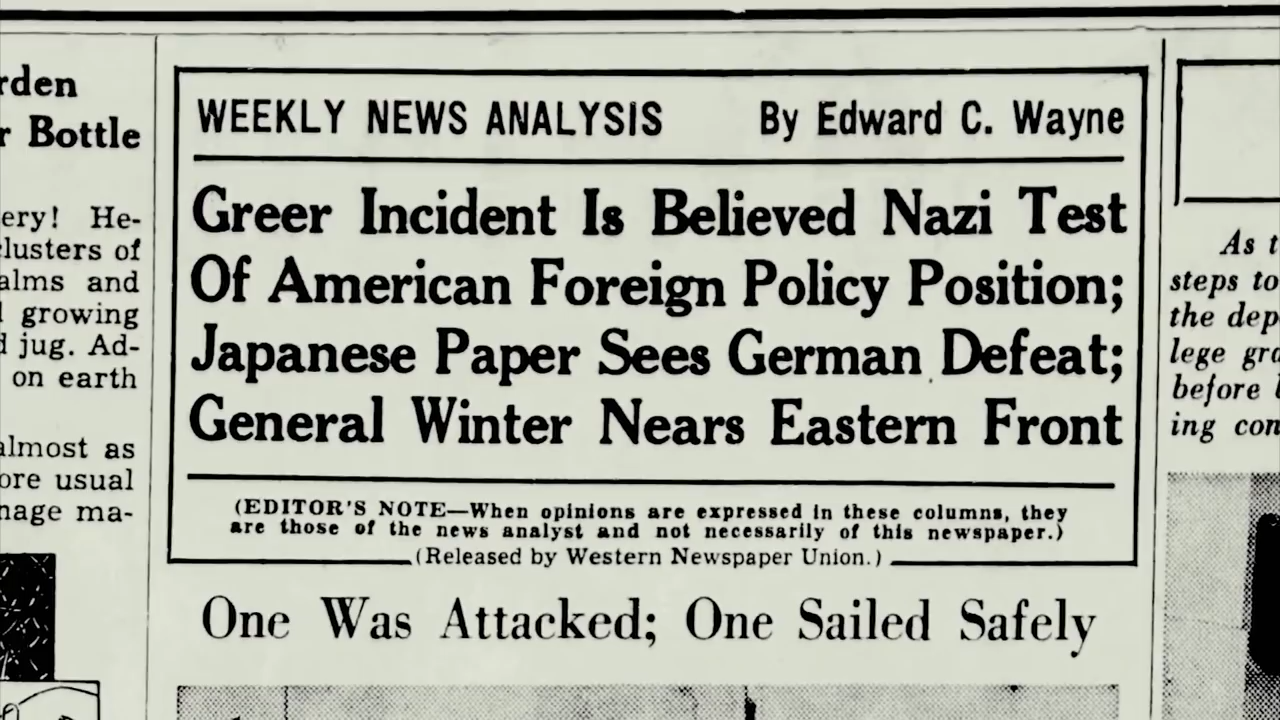 rden
r Bottle
ery! He-
clusters of
alms and
growing
jug. Ad-
on earth
almost as
ore usual
nage ma-
WEEKLY NEWS ANALYSIS By Edward C. Wayne
Greer Incident Is Believed Nazi Test
Of American Foreign Policy Position;
Japanese Paper Sees German Defeat;
General Winter Nears Eastern Front
(EDITOR'S NOTE—When opinions are expressed in these columns, they
are those of the news analyst and not necessarily of this newspaper.)
(Released by Western Newspaper Union.)
One Was Attacked; One Sailed Safely
As t
steps to
the dep
lege gra
before
ing con